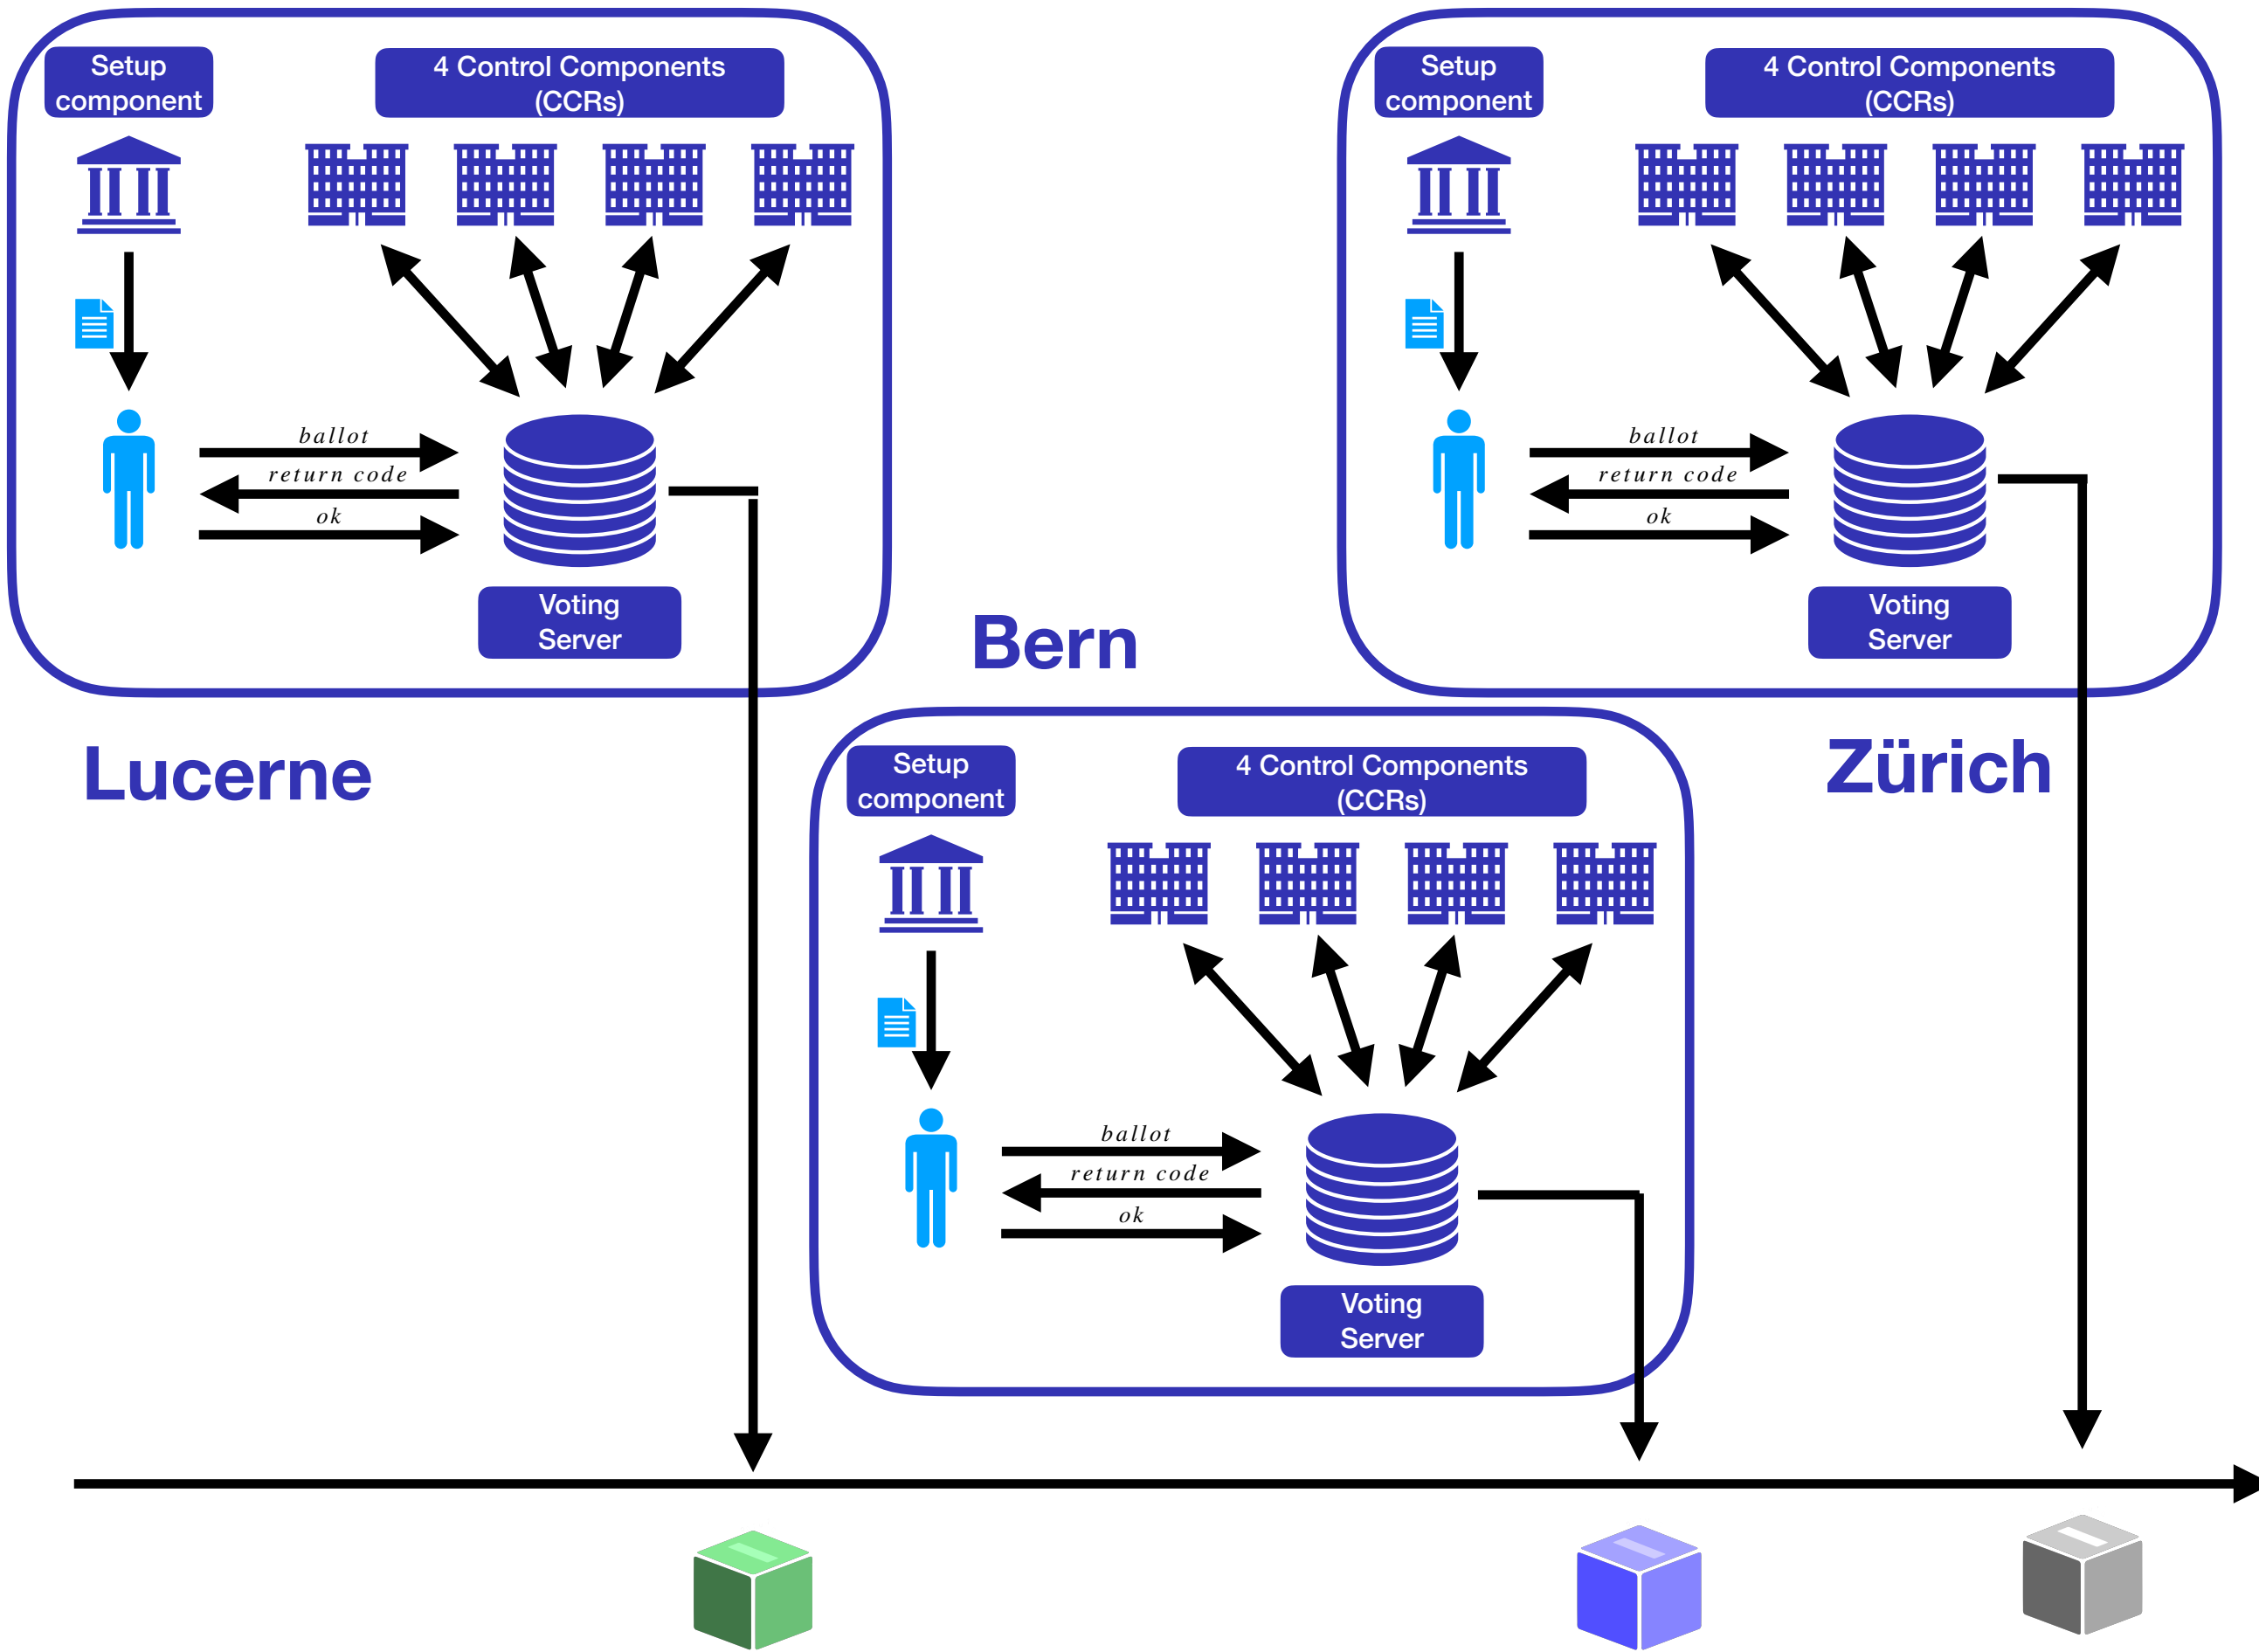 Setup
component
4 Control Components
(CCRs)
ballot
return code
ok
Voting
Server
Lucerne
Setup
component
4 Control Components
(CCRs)
ballot
return code
ok
Voting
Server
Zürich
Bern
Setup
component
4 Control Components
(CCRs)
ballot
return code
ok
Voting
Server